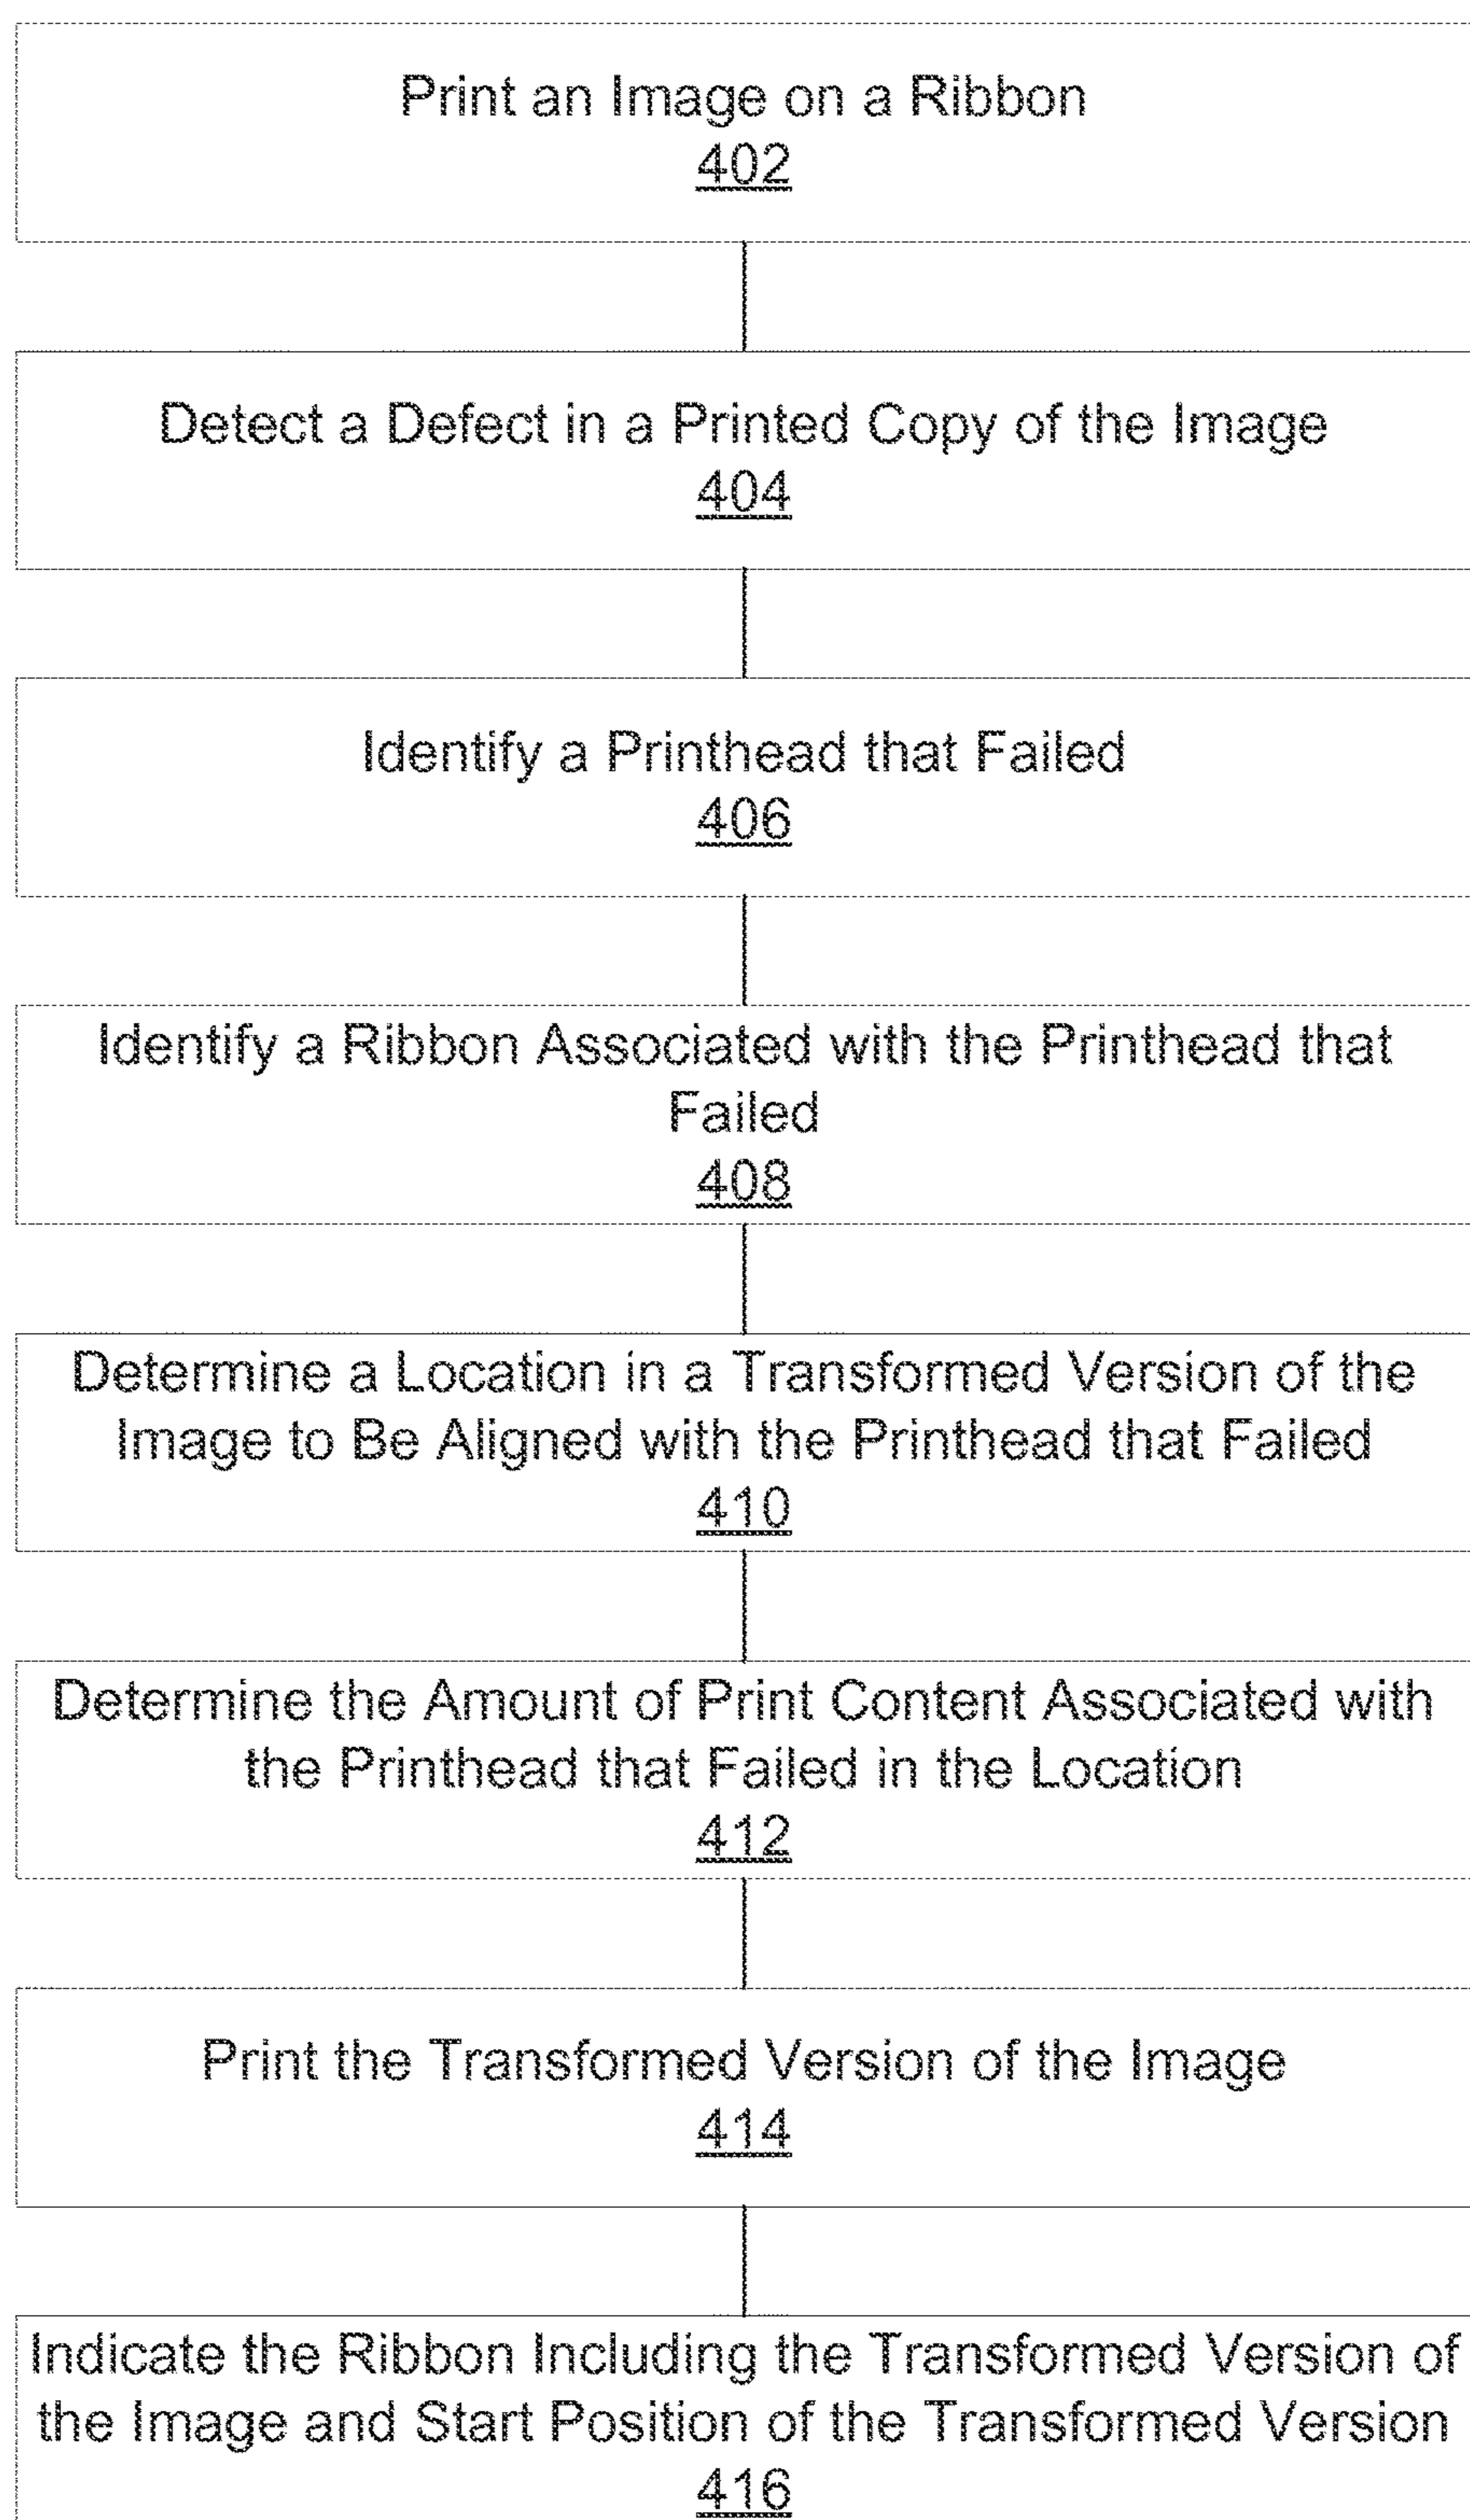 Print an Image on a Ribbon
402
Detect a Defect in a Printed Copy of the Image
404
Identify a Printhead that Failed
406
Identify a Ribbon Associated with the Printhead that
Failed
408
Determine a Location in a Transformed Version of the
Image to Be Aligned with the Printhead that Failed
410
Determine the Amount of Print Content Associated with
the Printhead that Failed in the Location
412
Print the Transformed Version of the Image
414
Indicate the Ribbon Including the Transformed Version of
the Image and Start Position of the Transformed Version
416